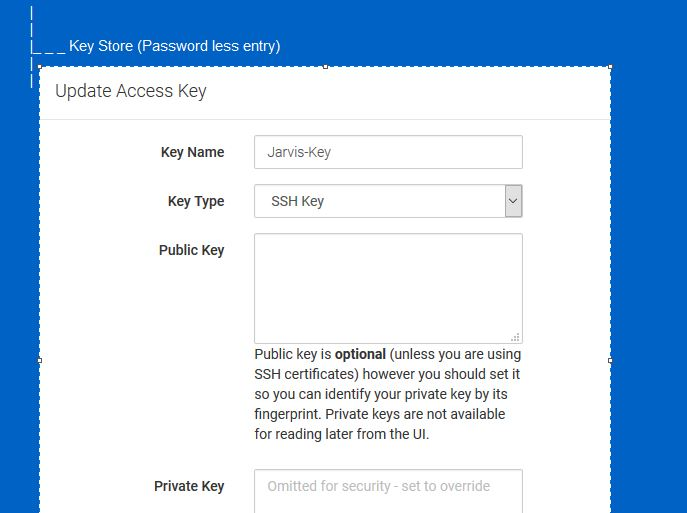 |_ _ _ Key Store (Password less entry)
Update Access Key
Key Name
Jarvis-Key
Key Type
SSH Key
Public Key
Public key is optional (unless you are using
SSH certificates) however you should set it
so you can identify your private key by its
fingerprint. Private keys are not available
for reading later from the UI.
Private Key
Omitted for security - set to override